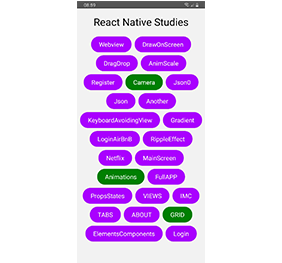 08:59
React Native Studies
Webview DrawOnScreen
DragDrop AnimScale
Register Camera Json0
Json Another
KeyboardAvoidingView Gradient
LoginAirBnB RippleEffect
Netflix MainScreen
Animations FullAPP
PropsStates VIEWS IMC
TABS ABOUT GRID
ElementsComponents Login